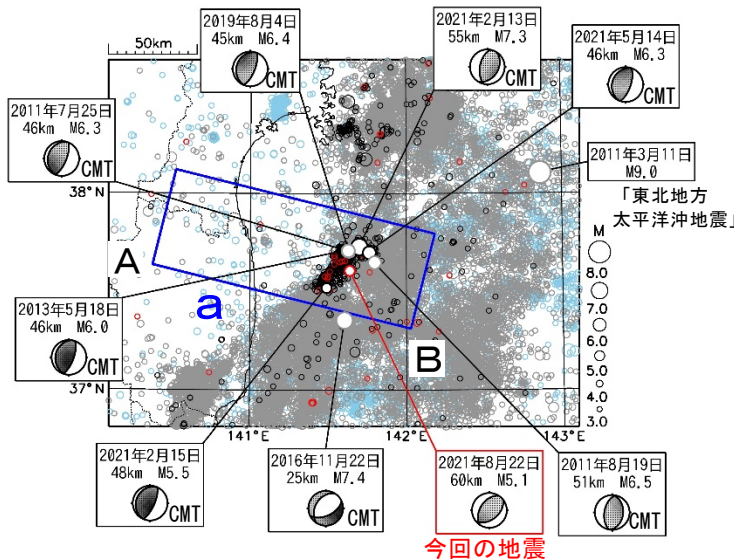 2019年8月4日
45km M6.4
CMT
2021年2月13日
55km M7.3
CMT
2021年5月14日
46km M6.3
CMT
50km
2011年7月25日
46km M6.3
CMT
2011年3月11日
M9.0
「東北地方
太平洋沖地震」
38°N
A
a
B
M
8.0
7.0
6.0
5.0
4.0
3.0
2013年5月18日
46km M6.0
CMT
37°N
141°E
142°E
143°E
2021年2月15日
48km M5.5
CMT
2016年11月22日
25km M7.4
CMT
2021年8月22日
60km M5.1
今回の地震
2011年8月19日
51km M6.5
CMT